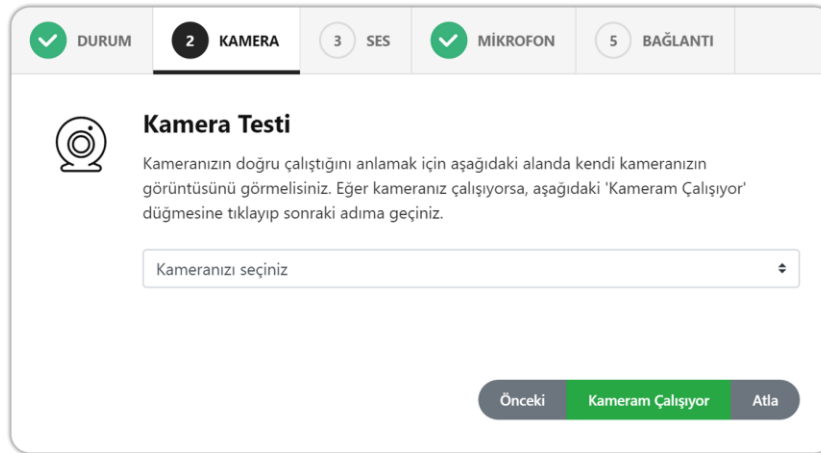 DURUM
2 KAMERA
3 SES
MİKROFON
5 BAĞLANTI
Kamera Testi
Kameranızın doğru çalıştığını anlamak için aşağıdaki alanda kendi kameranızın
görüntüsünü görmelisiniz. Eğer kameranız çalışıyorsa, aşağıdaki 'Kameram Çalışıyor'
düğmesine tıklayıp sonraki adıma geçiniz.
Kameranızı seçiniz
Önceki
Kameram Çalışıyor
Atla